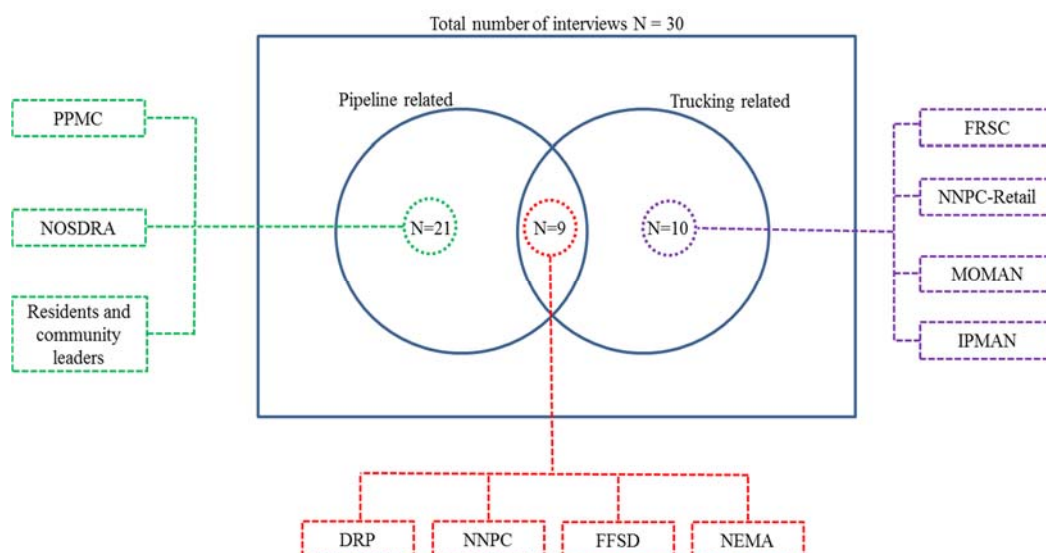 Total number of interviews N = 30
Pipeline related
Trucking related
PPMC
NOSDRA
Residents and
community
leaders
N=21
N=9
N=10
FRSC
NNPC-Retail
MOMAN
IPMAN
DRP
NNPC
FFSD
NEMA